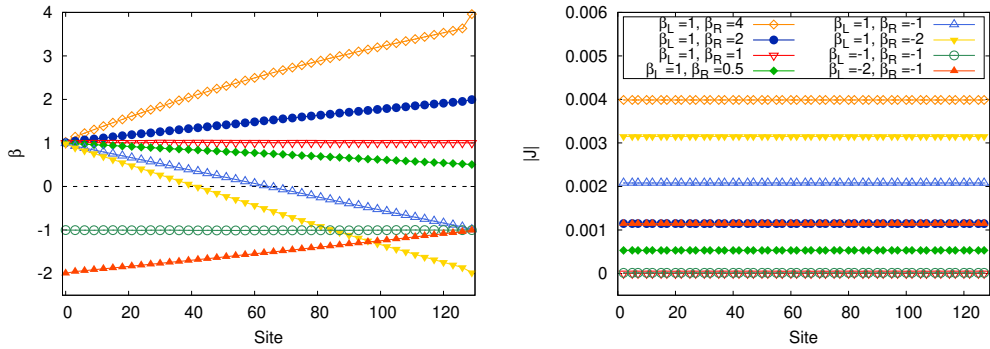 4
3
2
1
0
-1
-2
β
0
20
40
60
80
100
120
Site
0.006
0.005
0.004
0.003
0.002
0.001
0
|J|
β_L =1, β_R =4
β_L =1, β_R =2
β_L =1, β_R =1
β_L =1, β_R =0.5
β_L =1, β_R =-1
β_L =1, β_R =-2
β_L =-1, β_R =-1
β_L =-2, β_R =-1
0
20
40
60
80
100
120
Site